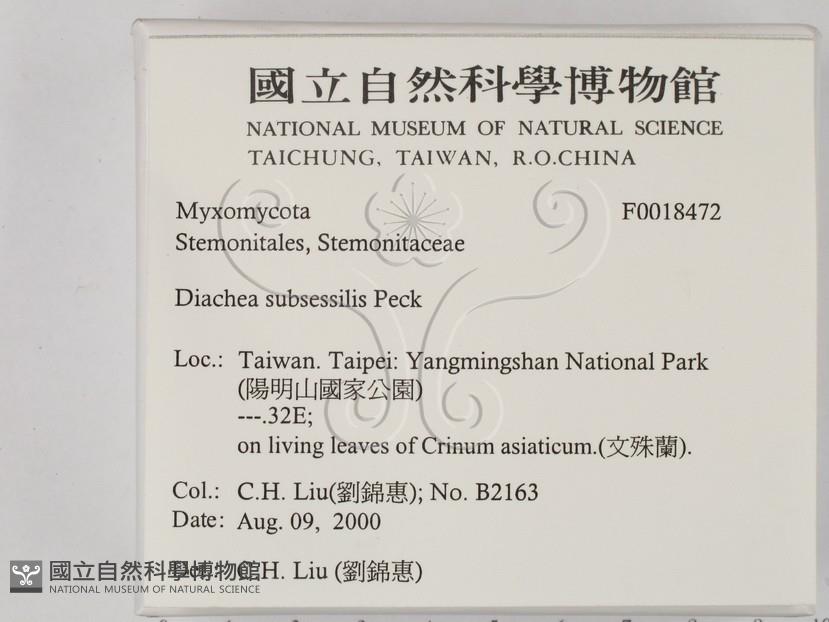 國立自然科學博物館
NATIONAL MUSEUM OF NATURAL SCIENCE
TAICHUNG, TAIWAN, R.O.CHINA
Myxomycota F0018472
Stemonitales, Stemonitaceae
Diachea subsessilis Peck
Loc.: Taiwan. Taipei: Yangmingshan National Park
(陽明山國家公園)
---.32E;
on living leaves of Crinum asiaticum.(文殊蘭).
Col.: C.H. Liu(劉錦惠); No. B2163
Date: Aug. 09, 2000
C.H. Liu (劉錦惠)
國立自然科學博物館
NATIONAL MUSEUM OF NATURAL SCIENCE